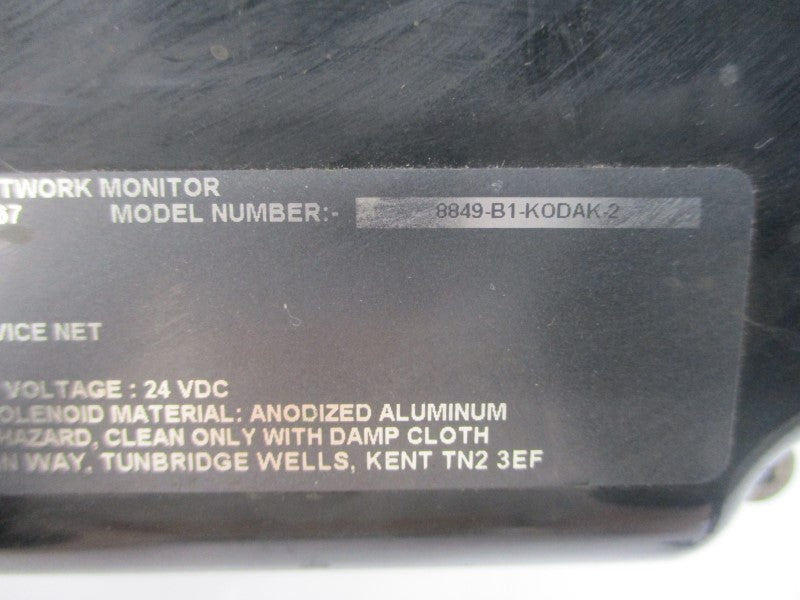 TWORK MONITOR
67 MODEL NUMBER:- 8849-B1-KODAK-2
VICE NET
VOLTAGE : 24 VDC
OLENOID MATERIAL: ANODIZED ALUMINUM
HAZARD, CLEAN ONLY WITH DAMP CLOTH
N WAY, TUNBRIDGE WELLS, KENT TN2 3EF